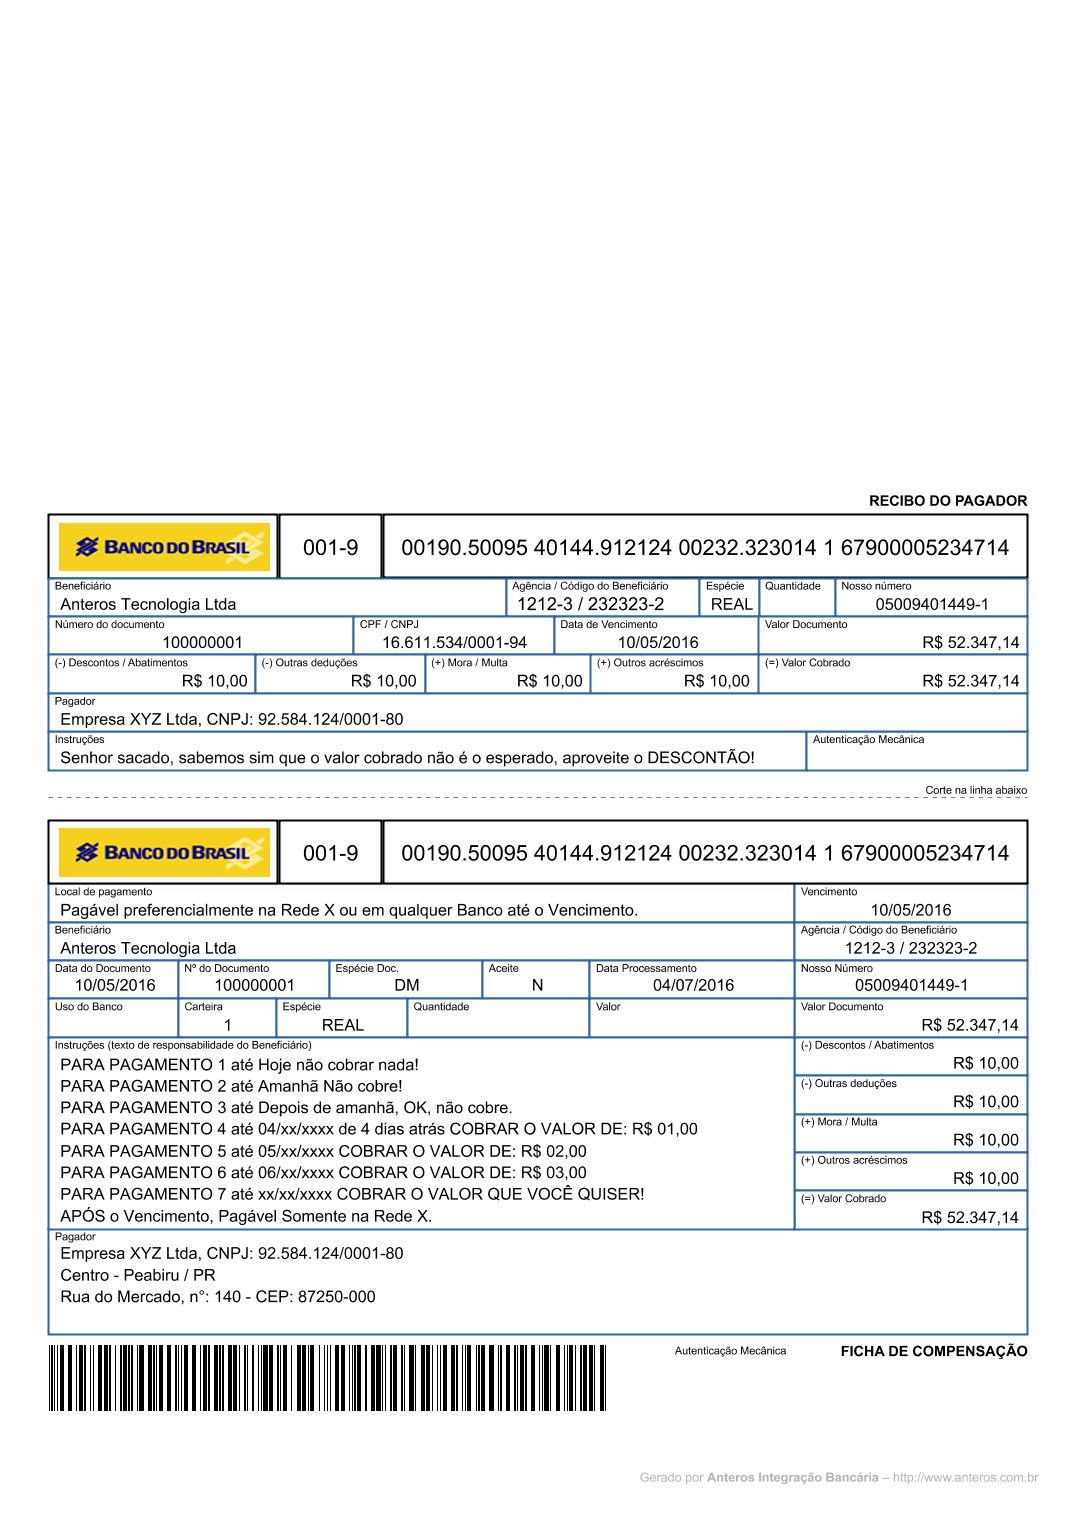 RECIBO DO PAGADOR
BANCO DO BRASIL 001-9 00190.50095 40144.912124 00232.323014 1 67900005234714
Beneficiário Agência / Código do Beneficiário Espécie Quantidade Nosso número
Anteros Tecnologia Ltda 1212-3 / 232323-2 REAL 05009401449-1
Número do documento CPF / CNPJ Data de Vencimento Valor Documento
100000001 16.611.534/0001-94 10/05/2016 R$ 52.347,14
(-) Descontos / Abatimentos (-) Outras deduções (+) Mora / Multa (+) Outros acréscimos (=) Valor Cobrado
R$ 10,00 R$ 10,00 R$ 10,00 R$ 10,00 R$ 52.347,14
Pagador
Empresa XYZ Ltda, CNPJ: 92.584.124/0001-80
Instruções Autenticação Mecânica
Senhor sacado, sabemos sim que o valor cobrado não é o esperado, aproveite o DESCONTÃO!
Corte na linha abaixo
BANCO DO BRASIL 001-9 00190.50095 40144.912124 00232.323014 1 67900005234714
Local de pagamento Vencimento
Pagável preferencialmente na Rede X ou em qualquer Banco até o Vencimento. 10/05/2016
Beneficiário Agência / Código do Beneficiário
Anteros Tecnologia Ltda 1212-3 / 232323-2
Data do Documento Nº do Documento Espécie Doc. Aceite Data Processamento Nosso Número
10/05/2016 100000001 DM N 04/07/2016 05009401449-1
Uso do Banco Carteira Espécie Quantidade Valor Valor Documento
1 REAL R$ 52.347,14
Instruções (texto de responsabilidade do Beneficiário) (-) Descontos / Abatimentos
PARA PAGAMENTO 1 até Hoje não cobrar nada! R$ 10,00
PARA PAGAMENTO 2 até Amanhã Não cobre! (-) Outras deduções
PARA PAGAMENTO 3 até Depois de amanhã, OK, não cobre. R$ 10,00
PARA PAGAMENTO 4 até 04/xx/xxxx de 4 dias atrás COBRAR O VALOR DE: R$ 01,00 (+) Mora / Multa
R$ 10,00
PARA PAGAMENTO 5 até 05/xx/xxxx COBRAR O VALOR DE: R$ 02,00 (+) Outros acréscimos
PARA PAGAMENTO 6 até 06/xx/xxxx COBRAR O VALOR DE: R$ 03,00 R$ 10,00
PARA PAGAMENTO 7 até xx/xx/xxxx COBRAR O VALOR QUE VOCÊ QUISER! (=) Valor Cobrado
APÓS o Vencimento, Pagável Somente na Rede X. R$ 52.347,14
Pagador
Empresa XYZ Ltda, CNPJ: 92.584.124/0001-80
Centro - Peabiru / PR
Rua do Mercado, n°: 140 - CEP: 87250-000
Autenticação Mecânica FICHA DE COMPENSAÇÃO
Gerado por Anteros Integração Bancária – http://www.anteros.com.br